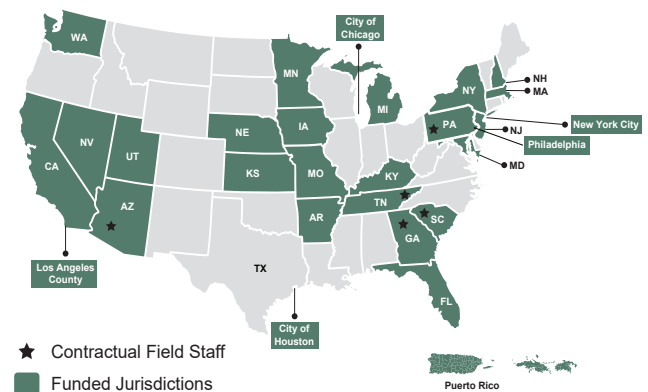 City of
Chicago
WA
MN
NH
NY
MA
MI
New York City
PA
NJ
Philadelphia
NE
IA
NV
UT
MD
CA
KS
MO
KY
TN
AZ
AR
SC
GA
TX
Los Angeles
County
FL
City of
Houston
Contractual Field Staff
Funded Jurisdictions
Puerto Rico